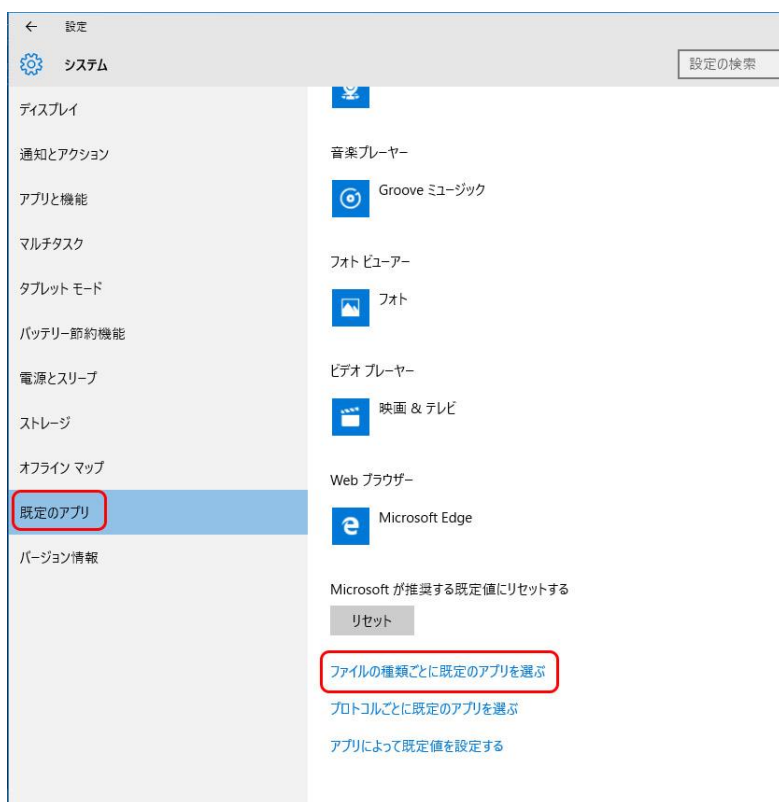 ← 設定
システム
設定の検索
ディスプレイ
通知とアクション
アプリと機能
マルチタスク
タブレット モード
バッテリー節約機能
電源とスリープ
ストレージ
オフライン マップ
既定のアプリ
バージョン情報
音楽プレーヤー
Groove ミュージック
フォト ビューアー
フォト
ビデオ プレーヤー
映画 & テレビ
Web ブラウザー
Microsoft Edge
Microsoft が推奨する既定値にリセットする
リセット
ファイルの種類ごとに既定のアプリを選ぶ
プロトコルごとに既定のアプリを選ぶ
アプリによって既定値を設定する